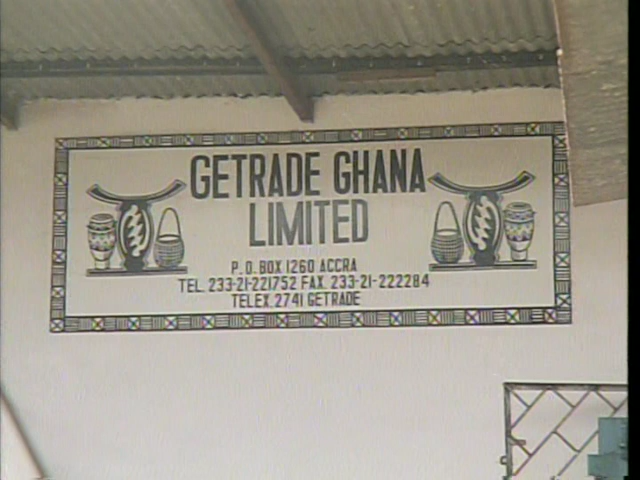 GETRADE GHANA
LIMITED
P.O.BOX 1260 ACCRA
TEL. 233-21-221752 FAX. 233-21-222284
TELEX.2741 GETRADE